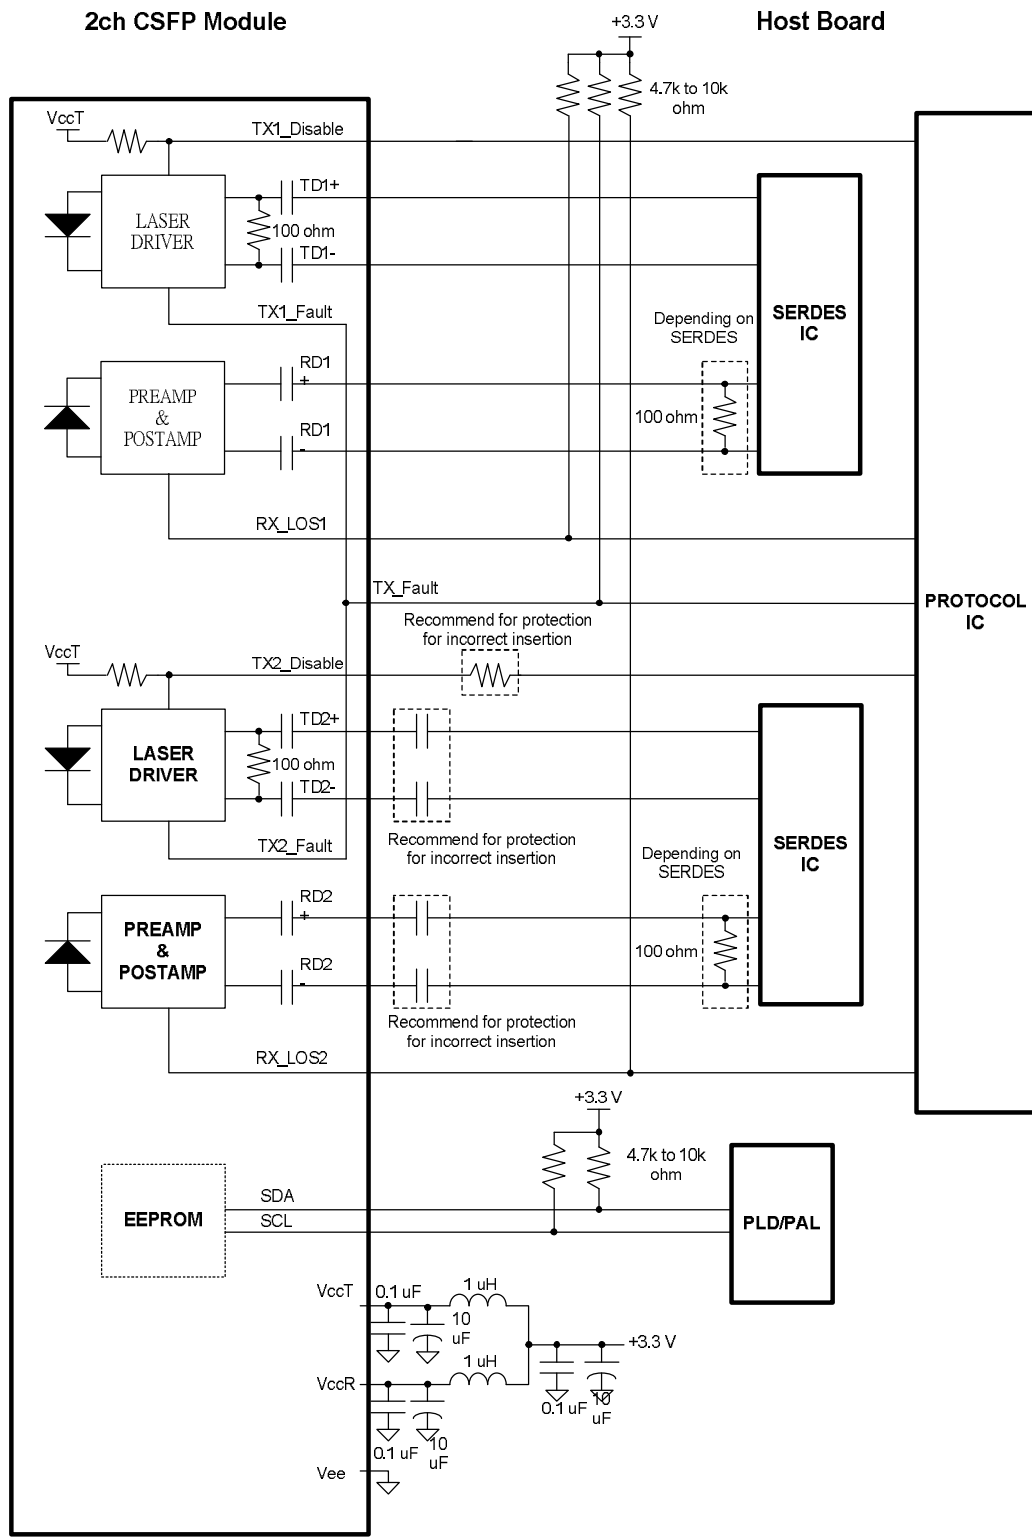 2ch CSFP Module
Host Board
+3.3 V
4.7k to 10k
ohm
VccT
TX1_Disable
LASER
DRIVER
TD1+
100 ohm
TD1-
TX1_Fault
SERDES
IC
Depending on
SERDES
PREAMP
&
POSTAMP
RD1
+
RD1
-
100 ohm
RX_LOS1
TX_Fault
PROTOCOL
IC
Recommend for protection
for incorrect insertion
VccT
TX2_Disable
LASER
DRIVER
TD2+
100 ohm
TD2-
TX2_Fault
Recommend for protection
for incorrect insertion
SERDES
IC
Depending on
SERDES
PREAMP
&
POSTAMP
RD2
+
RD2
-
100 ohm
Recommend for protection
for incorrect insertion
RX_LOS2
+3.3 V
4.7k to 10k
ohm
EEPROM
SDA
SCL
PLD/PAL
VccT
0.1 uF
10
uF
1 uH
+3.3 V
VccR
1 uH
0.1 uF
10
uF
0.1 uF
10
uF
Vee